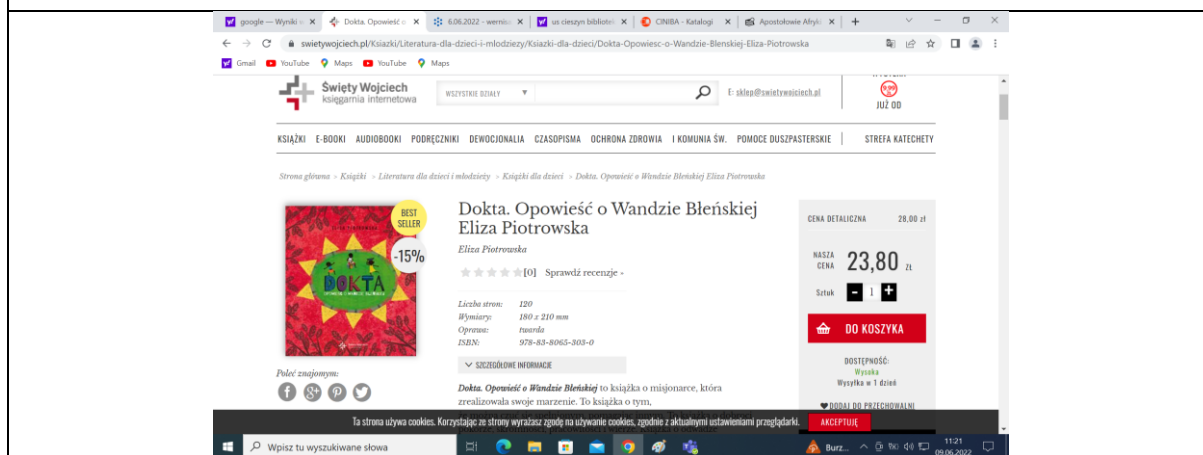 google — Wyniki
Dokta. Opowieść o
6.06.2022 - wernis
us cieszyn bibliote
CINIBA - Katalogi
Apostołowie Afryki
swietywojciech.pl/Ksiazki/Literatura-dla-dzieci-i-mlodziezy/Ksiazki-dla-dzieci/Dokta-Opowiesc-o-Wandzie-Blenskiej-Eliza-Piotrowska
Gmail YouTube Maps YouTube Maps
Święty Wojciech
księgarnia internetowa
WSZYSTKIE DZIAŁY
E: sklep@swietywojciech.pl
9,99
JUŻ OD
KSIĄŻKI E-BOOKI AUDIOBOOKI PODRĘCZNIKI DEWOCJONALIA CZASOPISMA OCHRONA ZDROWIA I KOMUNIA ŚW. POMOCE DUSZPASTERSKIE STREFA KATECHETY
Strona główna » Książki » Literatura dla dzieci i młodzieży » Książki dla dzieci » Dokta. Opowieść o Wandzie Błeńskiej Eliza Piotrowska
BEST
SELLER
-15%
DOKTA
Dokta. Opowieść o Wandzie Błeńskiej
Eliza Piotrowska
Eliza Piotrowska
[0] Sprawdź recenzje
Liczba stron: 120
Wymiary: 180 x 210 mm
Oprawa: twarda
ISBN: 978-83-8065-303-0
SZCZEGÓŁOWE INFORMACJE
Poleć znajomym:
Dokta. Opowieść o Wandzie Błeńskiej to książka o misjonarce, która
zrealizowała swoje marzenie. To książka o tym,
CENA DETALICZNA 28,00 zł
NASZA
CENA 23,80 ZŁ
Sztuk - 1 +
DO KOSZYKA
DOSTĘPNOŚĆ:
Wysoka
Wysyłka w 1 dzień
DODAJ DO PRZECHOWALNI
Ta strona używa cookies. Korzystając ze strony wyrażasz zgodę na używanie cookies, zgodnie z aktualnymi ustawieniami przeglądarki. AKCEPTUJĘ
Wpisz tu wyszukiwane słowa
Burz...
11:21
09.06.2022